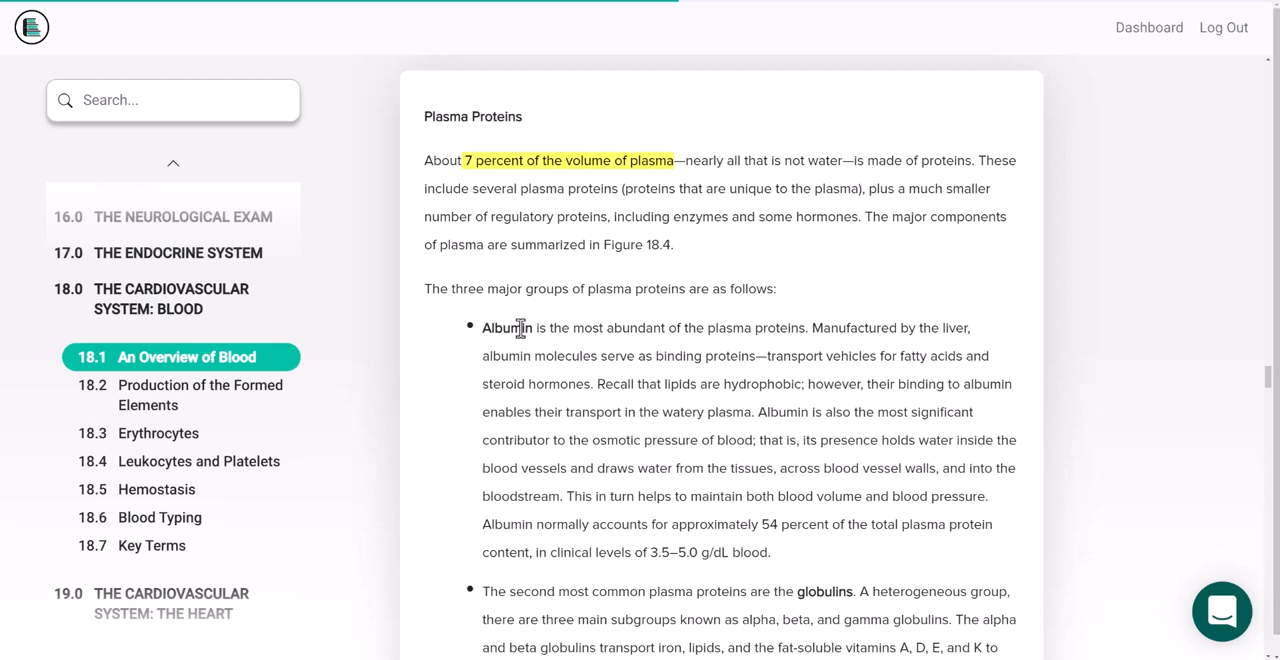 Dashboard Log Out
Search...
16.0 THE NEUROLOGICAL EXAM
17.0 THE ENDOCRINE SYSTEM
18.0 THE CARDIOVASCULAR
SYSTEM: BLOOD
18.1 An Overview of Blood
18.2 Production of the Formed
Elements
18.3 Erythrocytes
18.4 Leukocytes and Platelets
18.5 Hemostasis
18.6 Blood Typing
18.7 Key Terms
19.0 THE CARDIOVASCULAR
SYSTEM: THE HEART
Plasma Proteins
About 7 percent of the volume of plasma—nearly all that is not water—is made of proteins. These
include several plasma proteins (proteins that are unique to the plasma), plus a much smaller
number of regulatory proteins, including enzymes and some hormones. The major components
of plasma are summarized in Figure 18.4.
The three major groups of plasma proteins are as follows:
• Albumin is the most abundant of the plasma proteins. Manufactured by the liver,
albumin molecules serve as binding proteins—transport vehicles for fatty acids and
steroid hormones. Recall that lipids are hydrophobic; however, their binding to albumin
enables their transport in the watery plasma. Albumin is also the most significant
contributor to the osmotic pressure of blood; that is, its presence holds water inside the
blood vessels and draws water from the tissues, across blood vessel walls, and into the
bloodstream. This in turn helps to maintain both blood volume and blood pressure.
Albumin normally accounts for approximately 54 percent of the total plasma protein
content, in clinical levels of 3.5–5.0 g/dL blood.
• The second most common plasma proteins are the globulins. A heterogeneous group,
there are three main subgroups known as alpha, beta, and gamma globulins. The alpha
and beta globulins transport iron, lipids, and the fat-soluble vitamins A, D, E, and K to